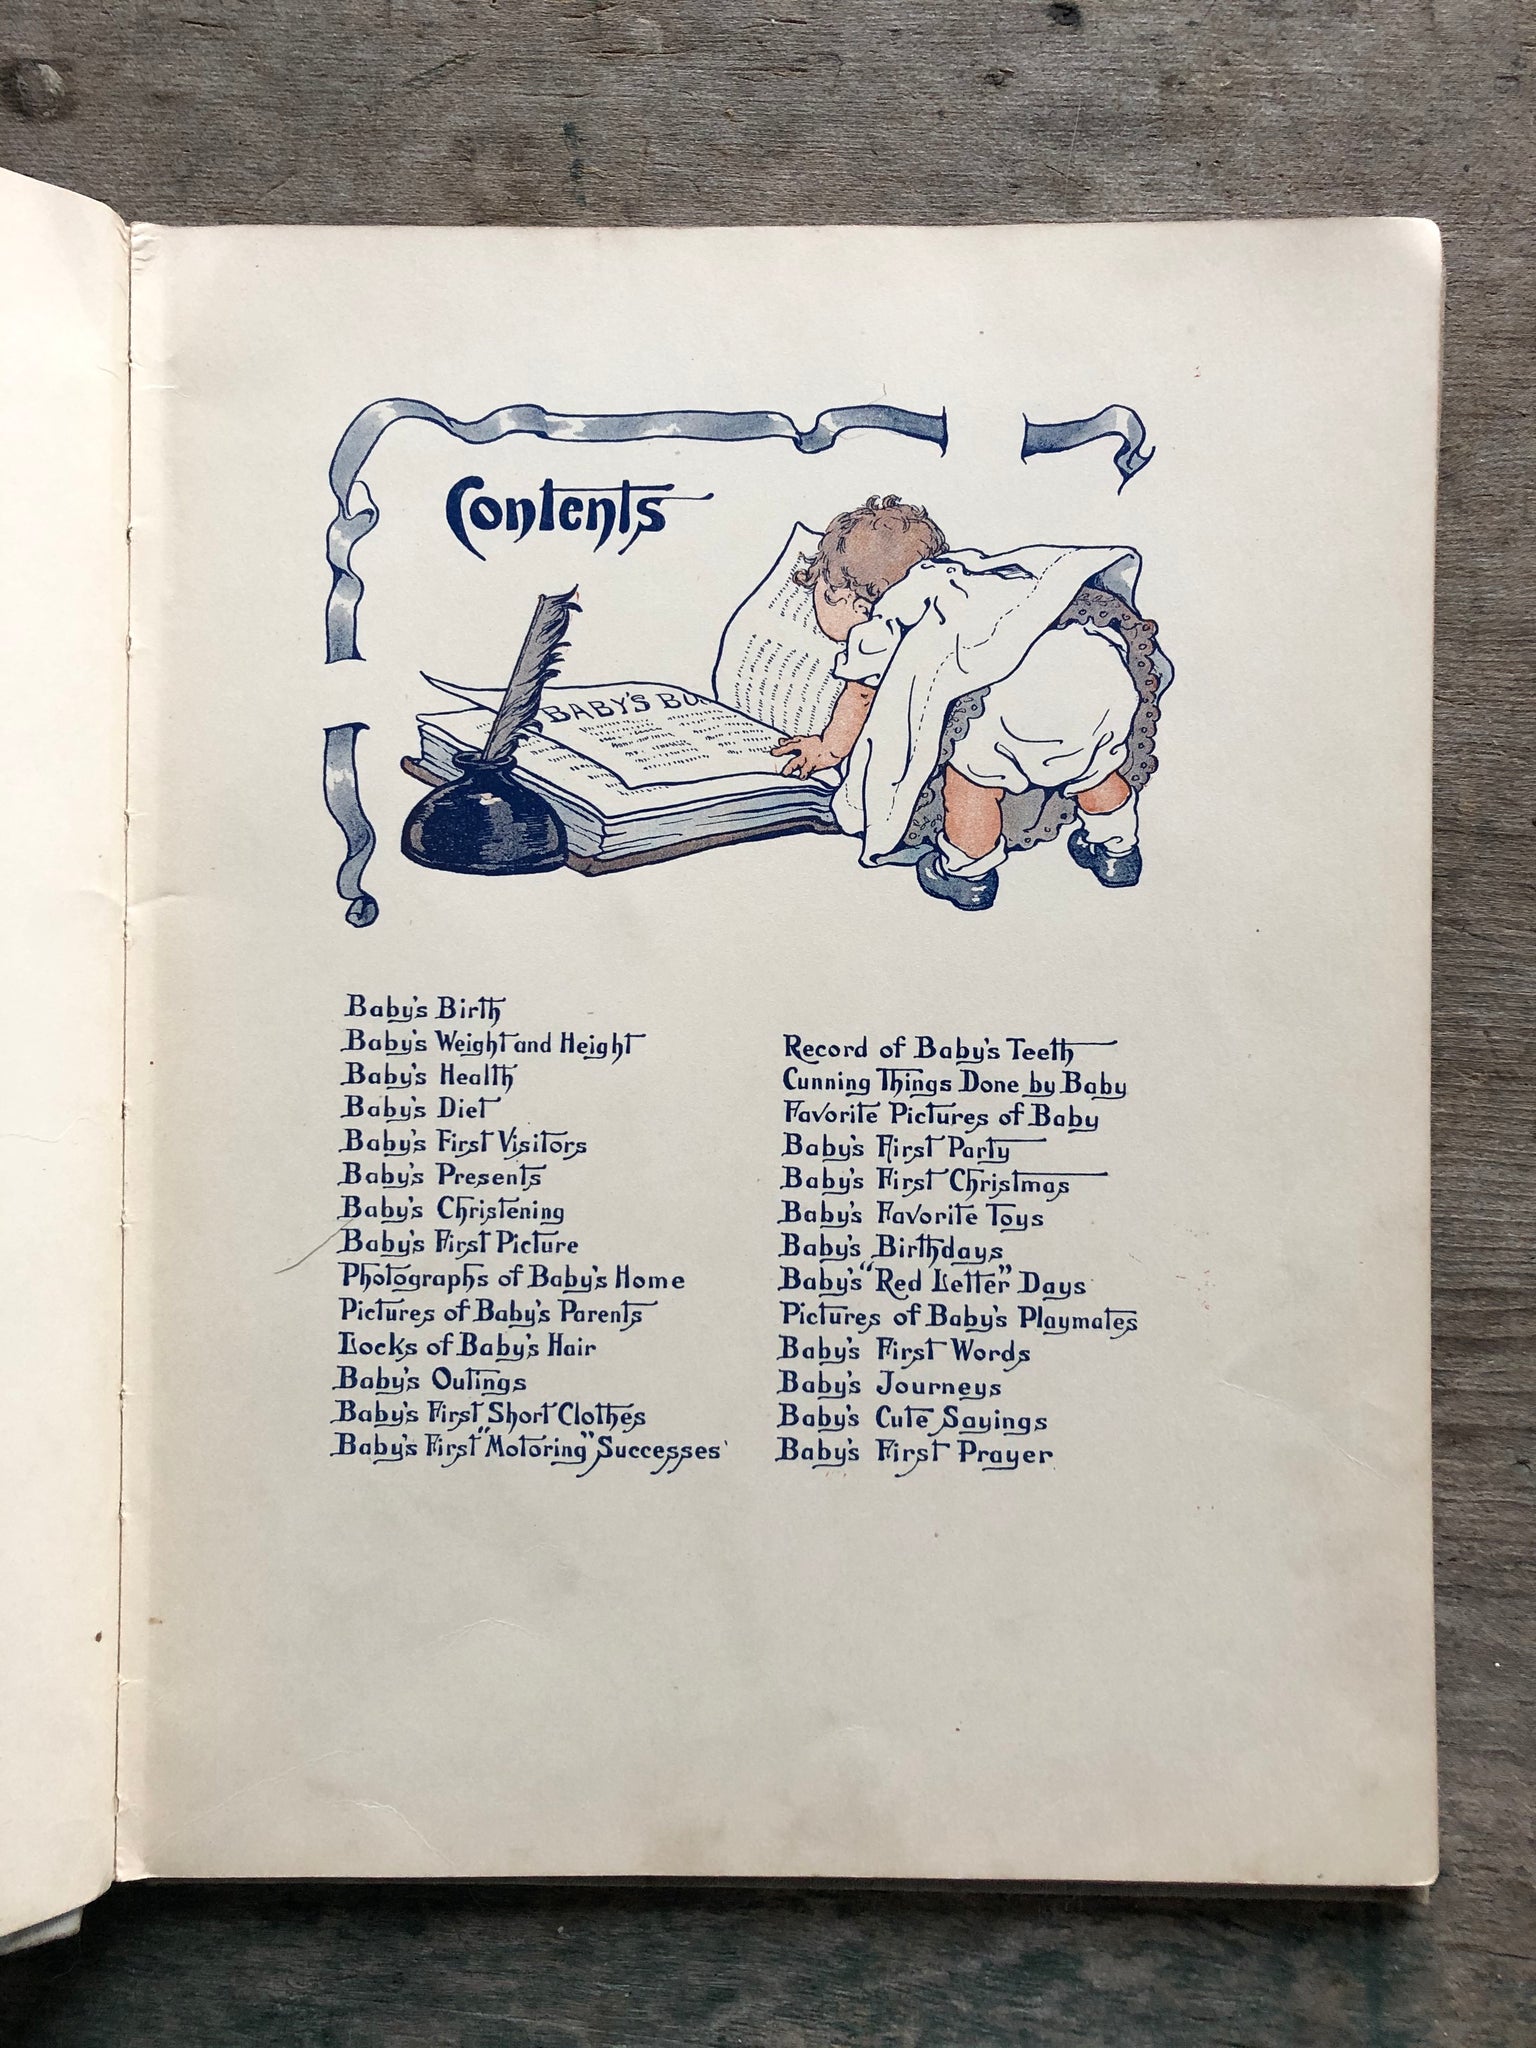 Contents
BABY'S
Baby's Birth
Baby's Weight and Height
Baby's Health
Baby's Diet
Baby's First Visitors
Baby's Presents
Baby's Christening
Baby's First Picture
Photographs of Baby's Home
Pictures of Baby's Parents
Locks of Baby's Hair
Baby's Outings
Baby's First Short Clothes
Baby's First "Motoring" Successes
Record of Baby's Teeth
Cunning Things Done by Baby
Favorite Pictures of Baby
Baby's First Party
Baby's First Christmas
Baby's Favorite Toys
Baby's Birthdays
Baby's "Red Letter" Days
Pictures of Baby's Playmates
Baby's First Words
Baby's Journeys
Baby's Cute Sayings
Baby's First Prayer